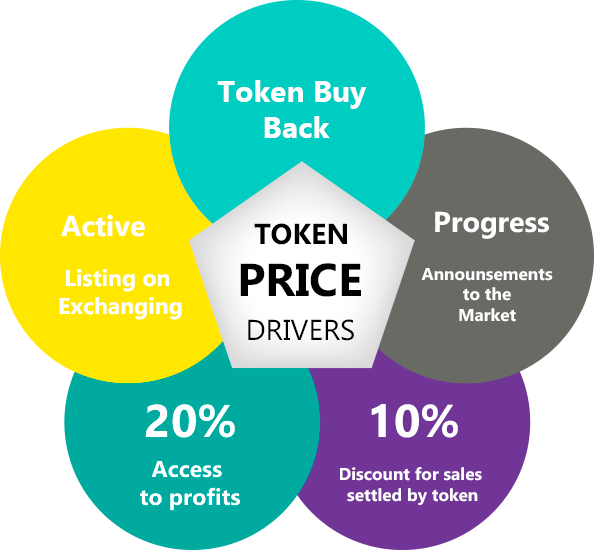 Token Buy
Back
Active
Listing on
Exchanging
TOKEN
PRICE
DRIVERS
Progress
Announsements
to the
Market
20%
Access
to profits
10%
Discount for sales
settled by token